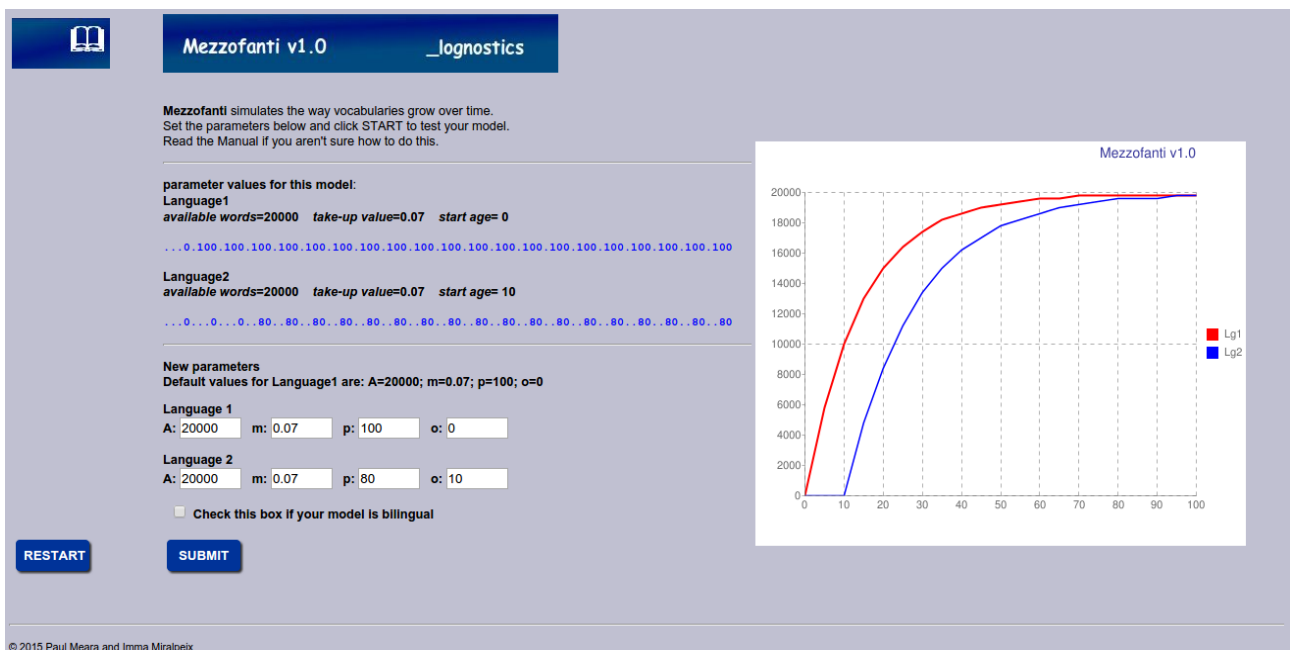 Mezzofanti v1.0 _lognostics
Mezzofanti simulates the way vocabularies grow over time.
Set the parameters below and click START to test your model.
Read the Manual if you aren't sure how to do this.
parameter values for this model:
Language1
available words=20000 take-up value=0.07 start age= 0
...0.100.100.100.100.100.100.100.100.100.100.100.100.100.100.100.100.100.100.100.100
Language2
available words=20000 take-up value=0.07 start age= 10
...0...0...0..80..80..80..80..80..80..80..80..80..80..80..80..80..80..80..80..80..80
New parameters
Default values for Language1 are: A=20000; m=0.07; p=100; o=0
Language 1
A: 20000 m: 0.07 p: 100 o: 0
Language 2
A: 20000 m: 0.07 p: 80 o: 10
Check this box if your model is bilingual
RESTART SUBMIT
Mezzofanti v1.0
20000
18000
16000
14000
12000
10000
8000
6000
4000
2000
0
0 10 20 30 40 50 60 70 80 90 100
Lg1
Lg2
© 2015 Paul Meara and Imma Miralpeix